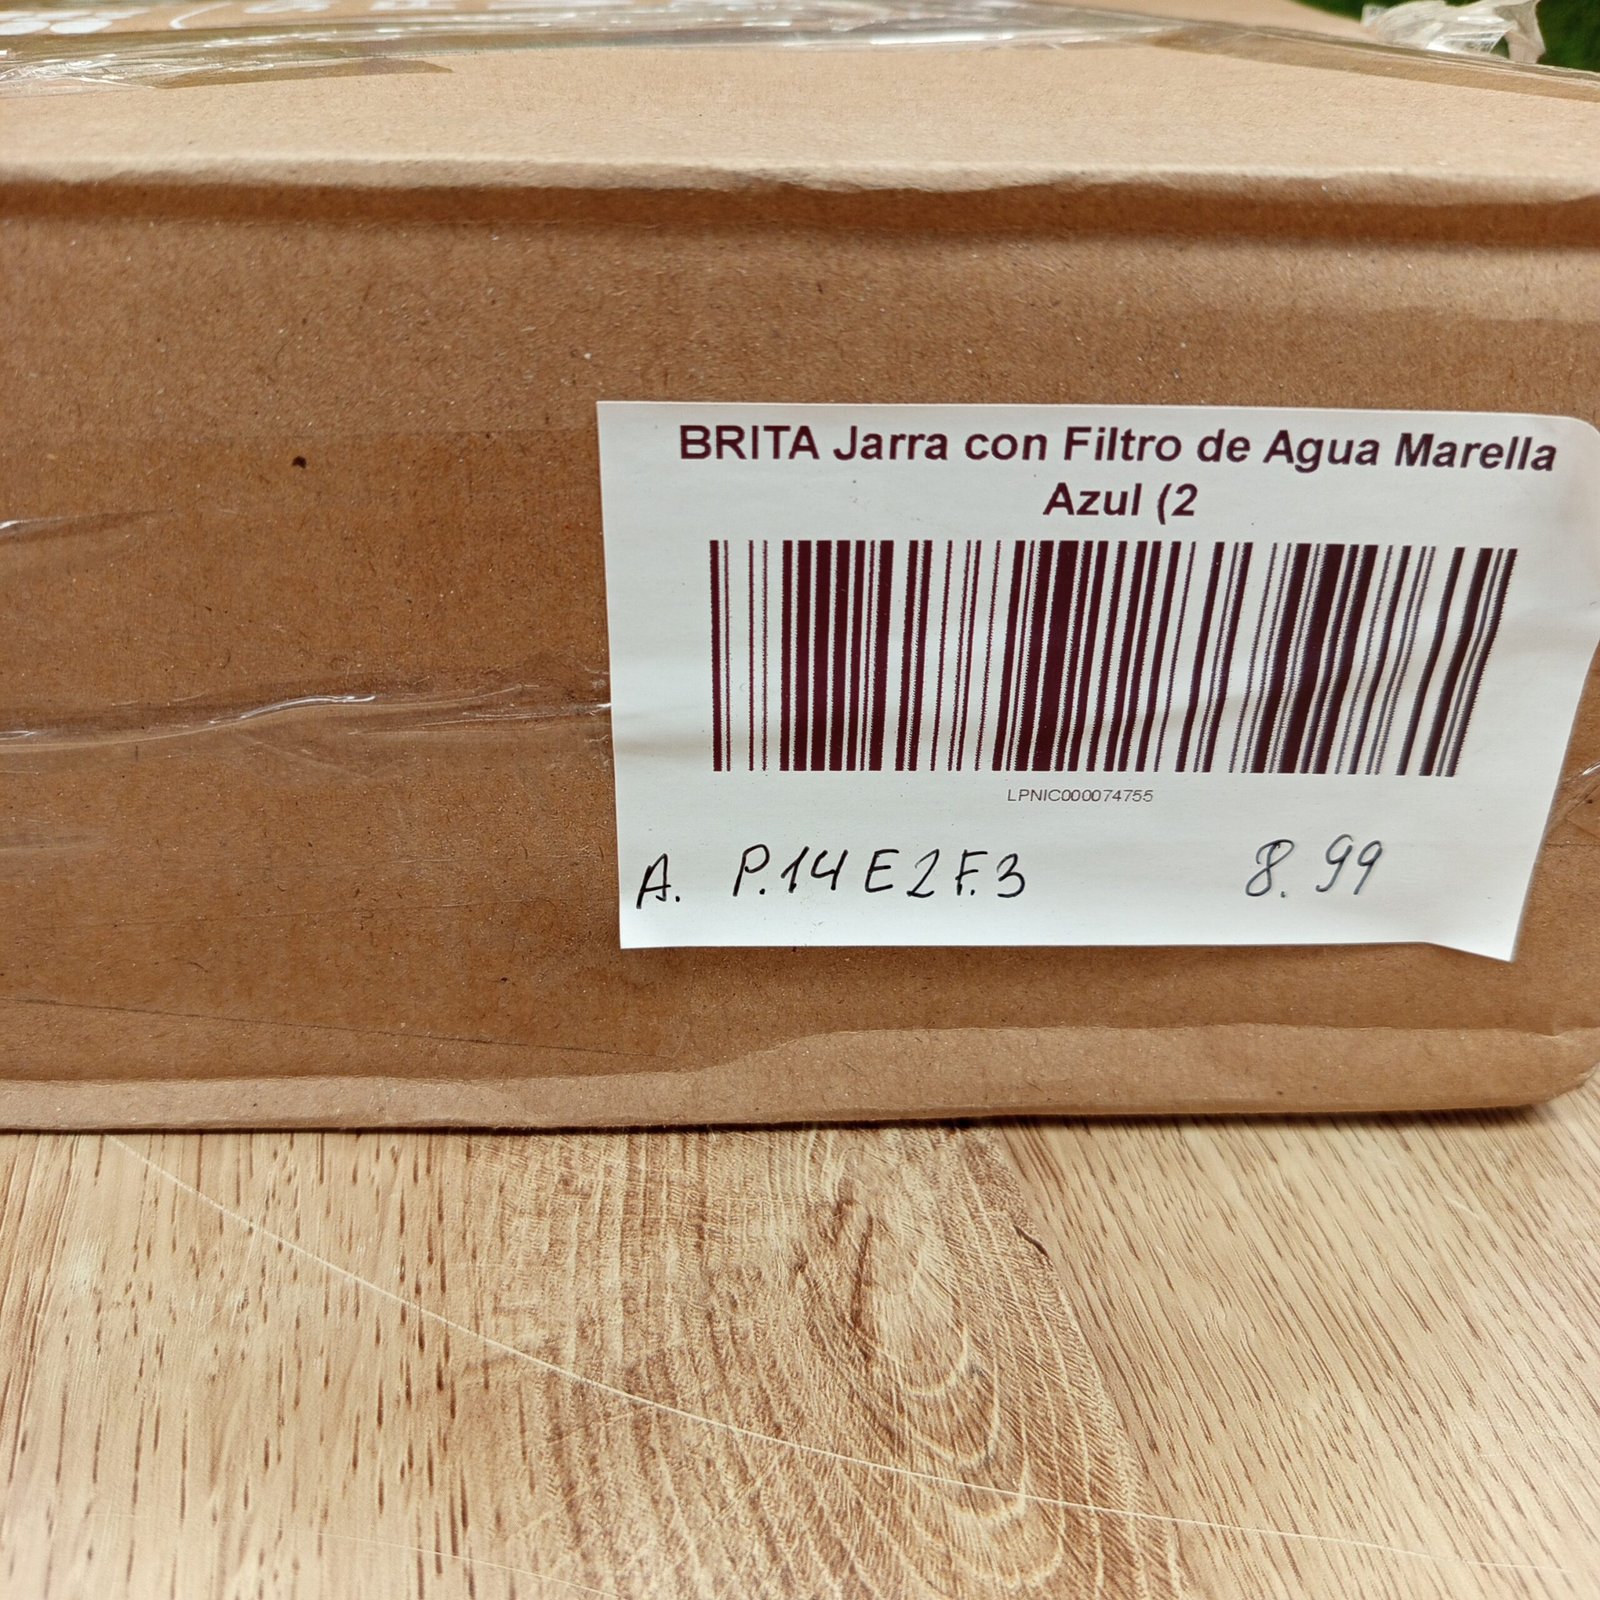 BRITA Jarra con Filtro de Agua Marella
Azul (2
LPNIC000074755
A. P.14 E2 F.3 8.99